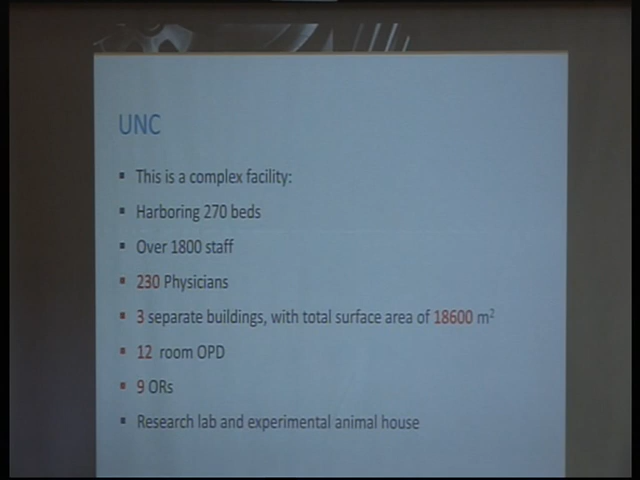 UNC
▪ This is a complex facility:
▪ Harboring 270 beds
▪ Over 1800 staff
▪ 230 Physicians
▪ 3 separate buildings, with total surface area of 18600 m²
▪ 12 room OPD
▪ 9 ORs
▪ Research lab and experimental animal house